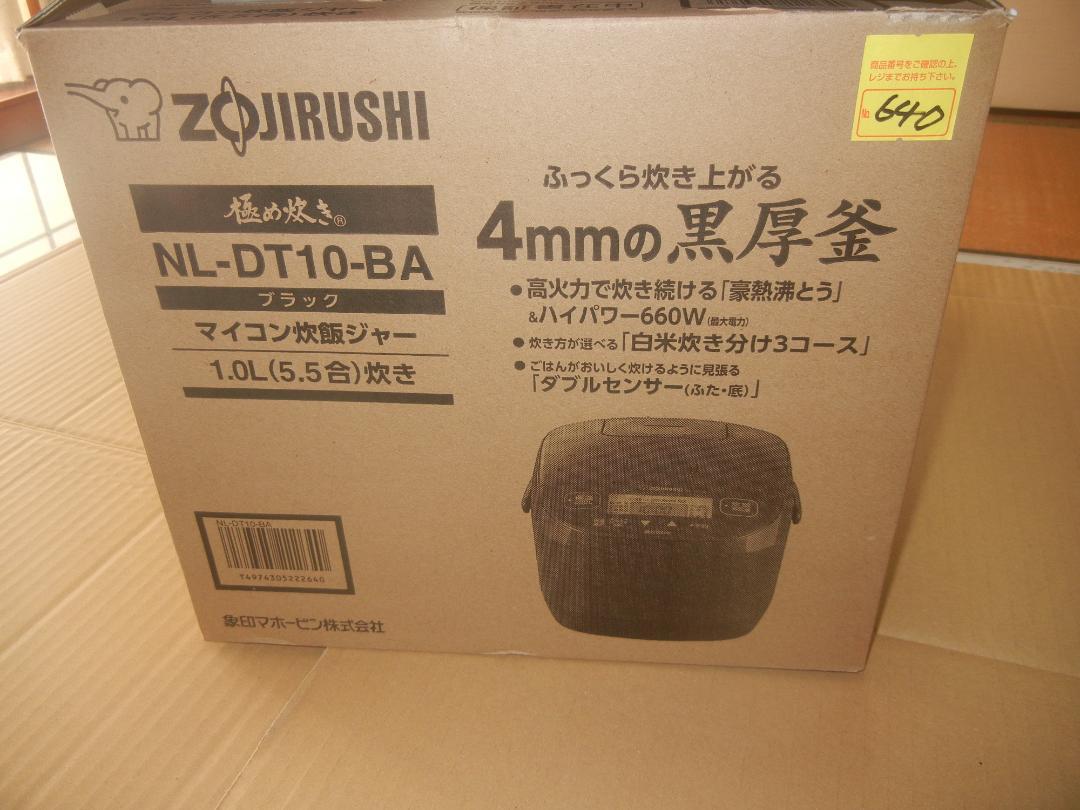 保証書在中
商品番号をご確認の上、
レジまでお持ち下さい。
No. 640
ZOJIRUSHI
極め炊き®
NL-DT10-BA
ブラック
マイコン炊飯ジャー
1.0L(5.5合)炊き
ふっくら炊き上がる
4mmの黒厚釜
●高火力で炊き続ける「豪熱沸とう」
&ハイパワー660W(最大電力)
●炊き方が選べる「白米炊き分け3コース」
●ごはんがおいしく炊けるように見張る
「ダブルセンサー(ふた・底)」
NL-DT10-BA
T4974305222640
象印マホービン株式会社